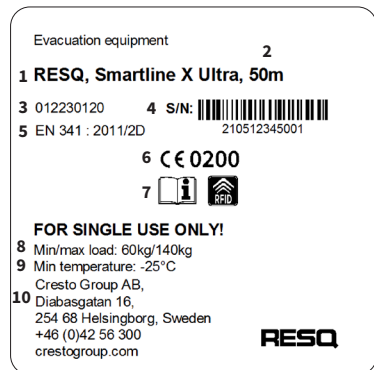 Evacuation equipment
2
1 RESQ, Smartline X Ultra, 50m
3 012230120 4 S/N:
5 EN 341 : 2011/2D 210512345001
6 CE 0200
7 i RFID
FOR SINGLE USE ONLY!
8 Min/max load: 60kg/140kg
9 Min temperature: -25°C
10 Cresto Group AB,
Diabasgatan 16,
254 68 Helsingborg, Sweden
+46 (0)42 56 300
crestogroup.com
RESQ